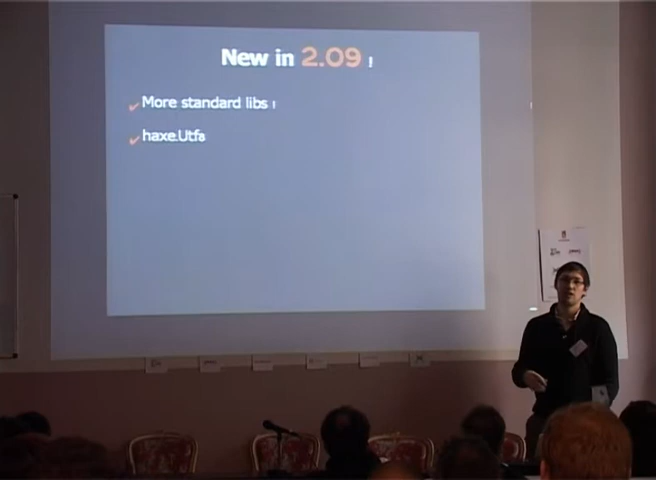 New in 2.09 !
✔ More standard libs !
✔ haxe.Utf8